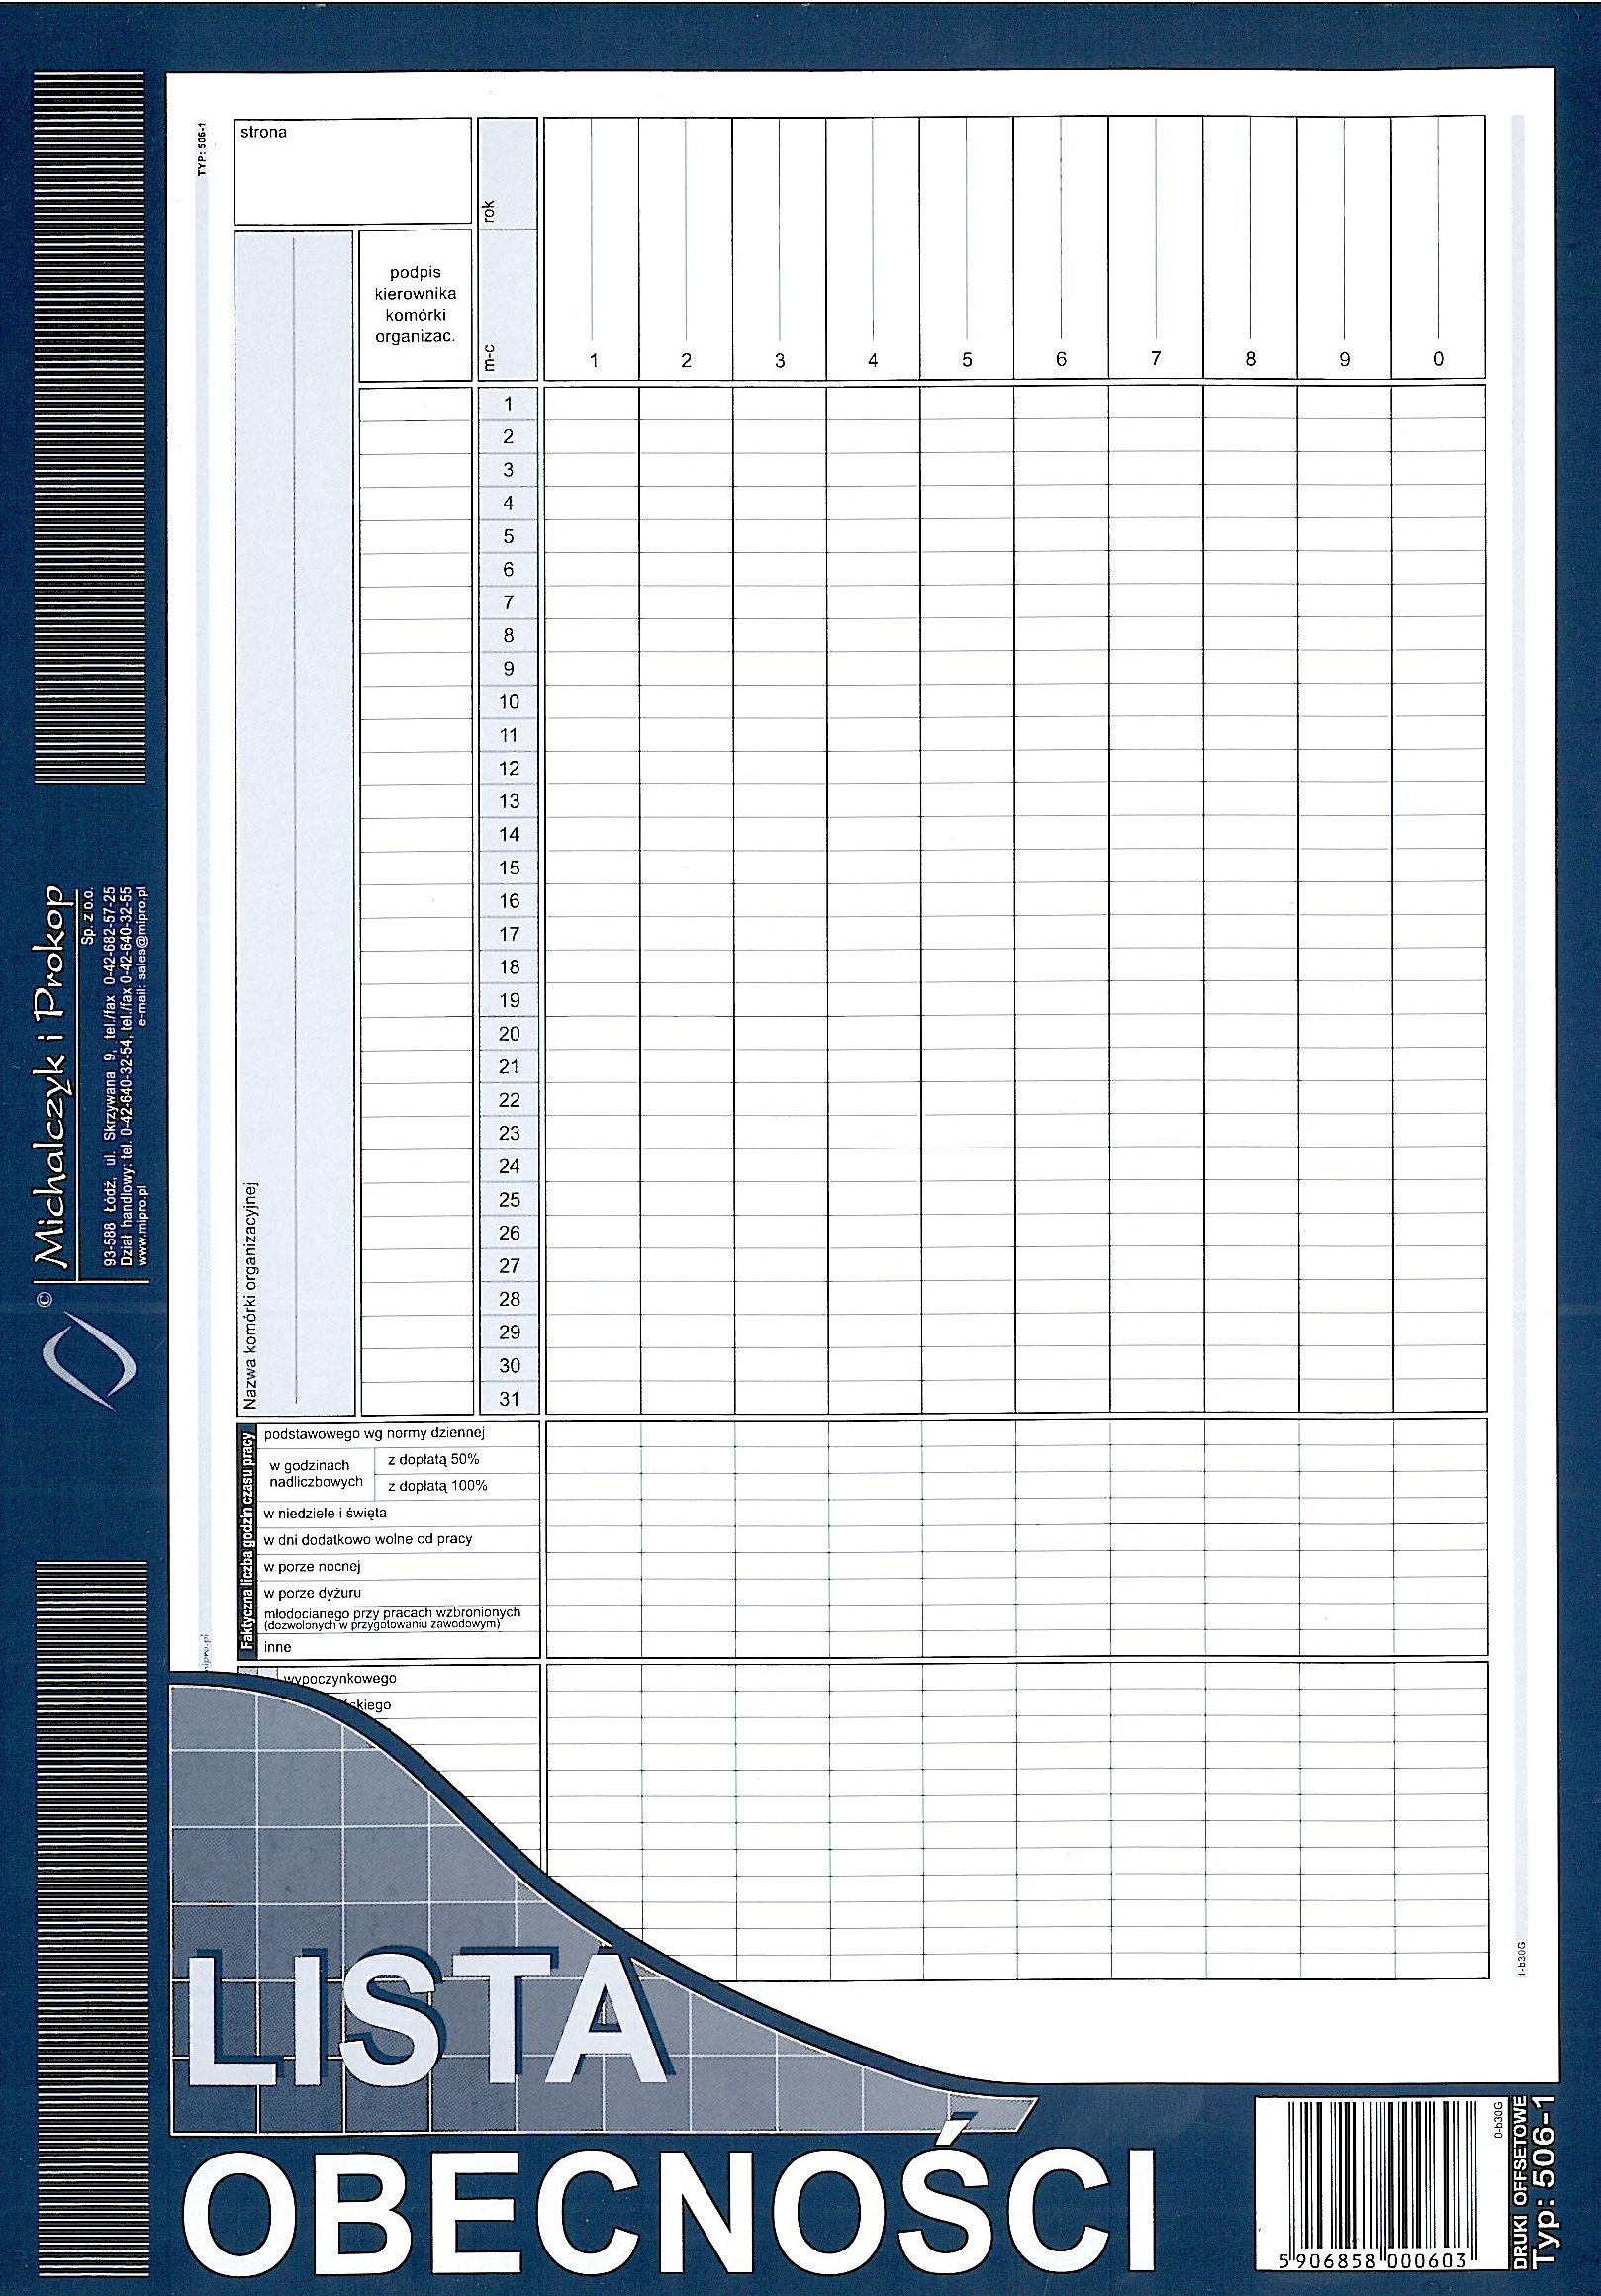 TYP: 506-1
strona
rok
podpis
kierownika
komórki
organizac.
m-c
1 2 3 4 5 6 7 8 9 0
Nazwa komórki organizacyjnej
1
2
3
4
5
6
7
8
9
10
11
12
13
14
15
16
17
18
19
20
21
22
23
24
25
26
27
28
29
30
31
Faktyczna liczba godzin czasu pracy
podstawowego wg normy dziennej
w godzinach
nadliczbowych
z dopłatą 50%
z dopłatą 100%
w niedziele i święta
w dni dodatkowo wolne od pracy
w porze nocnej
w porze dyżuru
młodocianego przy pracach wzbronionych
(dozwolonych w przygotowaniu zawodowym)
inne
wypoczynkowego
1-b30G
© Michalczyk i Prokop
Sp. z o.o.
93-588 Łódź, ul. Skrzywana 9, tel./fax 0-42-682-57-25
Dział handlowy: tel. 0-42-640-32-54, tel./fax 0-42-640-32-55
www.mipro.pl e-mail: sales@mipro.pl
LISTA
OBECNOŚCI
5 906858 000603
0-b30G
DRUKI OFFSETOWE
Typ: 506-1